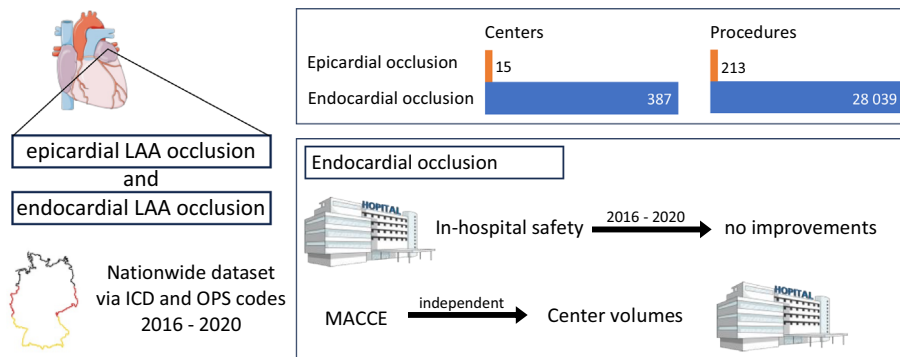 epicardial LAA occlusion
and
endocardial LAA occlusion
Nationwide dataset
via ICD and OPS codes
2016 - 2020
Centers
Procedures
Epicardial occlusion
15
213
Endocardial occlusion
387
28 039
Endocardial occlusion
HOPITAL
In-hospital safety
2016 - 2020
no improvements
MACCE
independent
Center volumes
HOPITAL